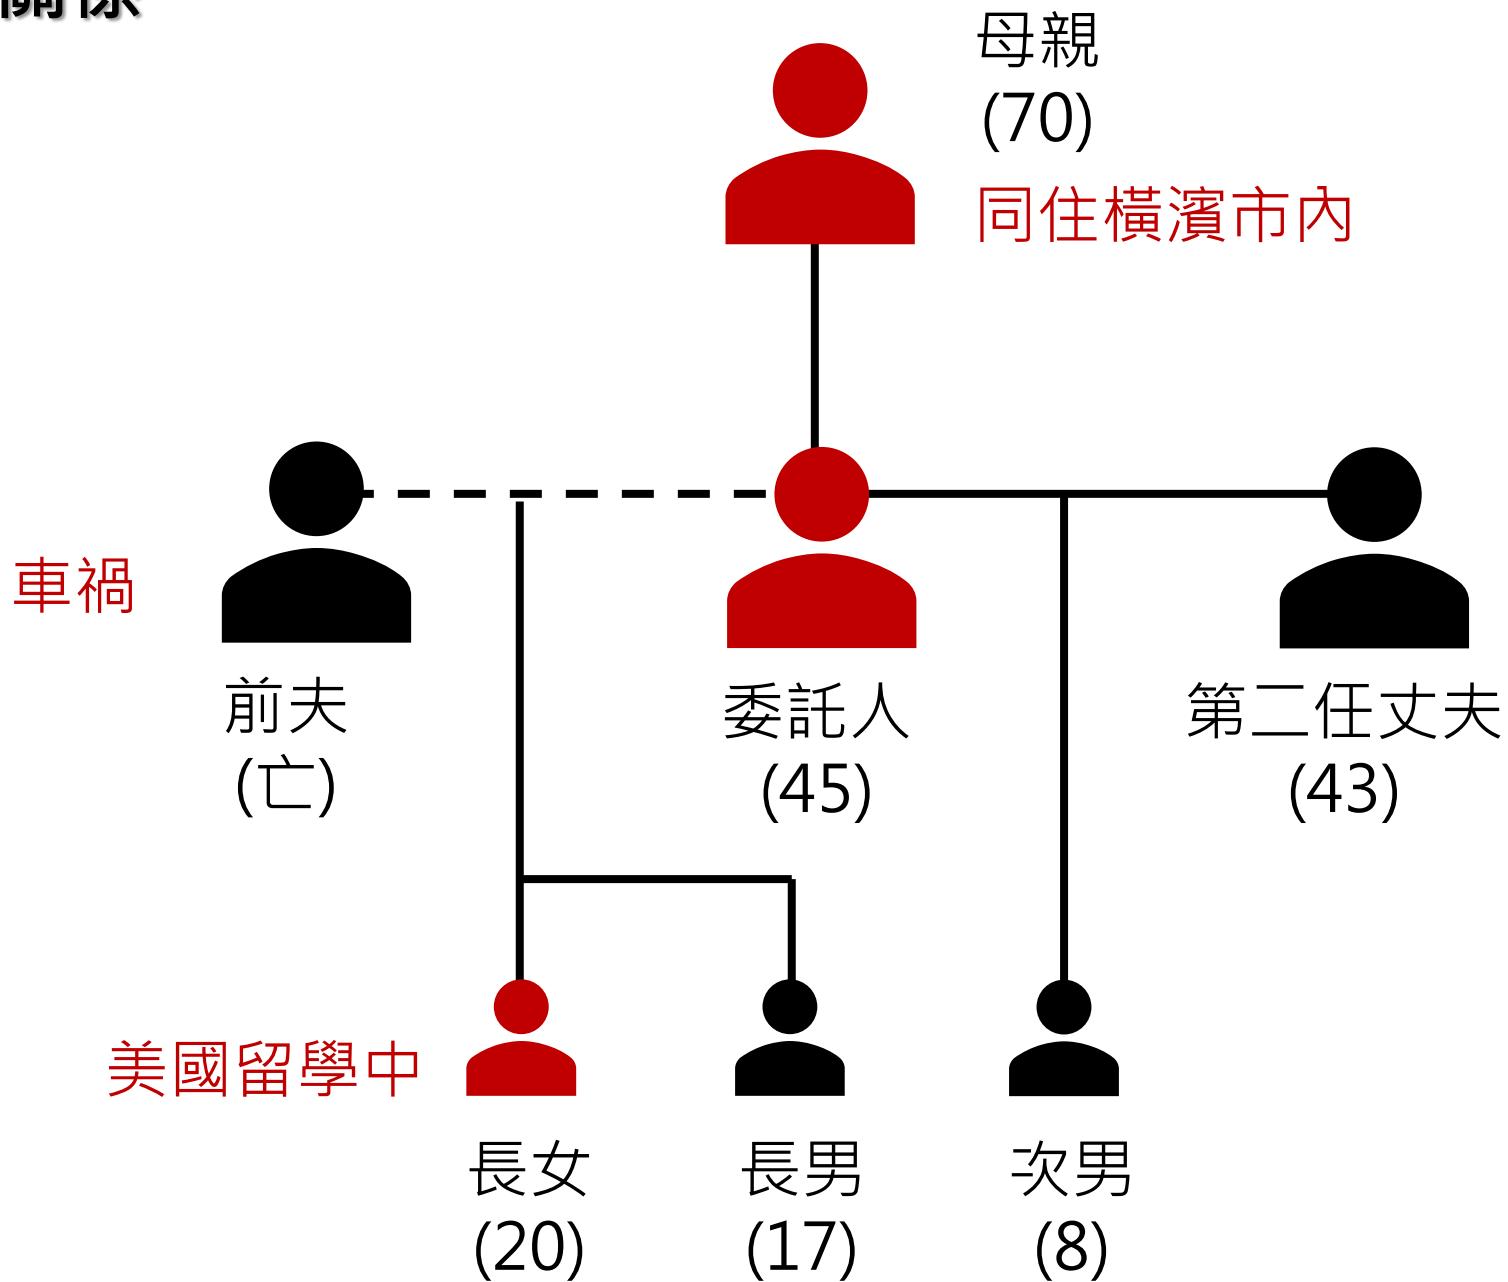 關係
母親
(70)
同住橫濱市內
車禍
前夫
(亡)
委託人
(45)
第二任丈夫
(43)
美國留學中
長女
(20)
長男
(17)
次男
(8)